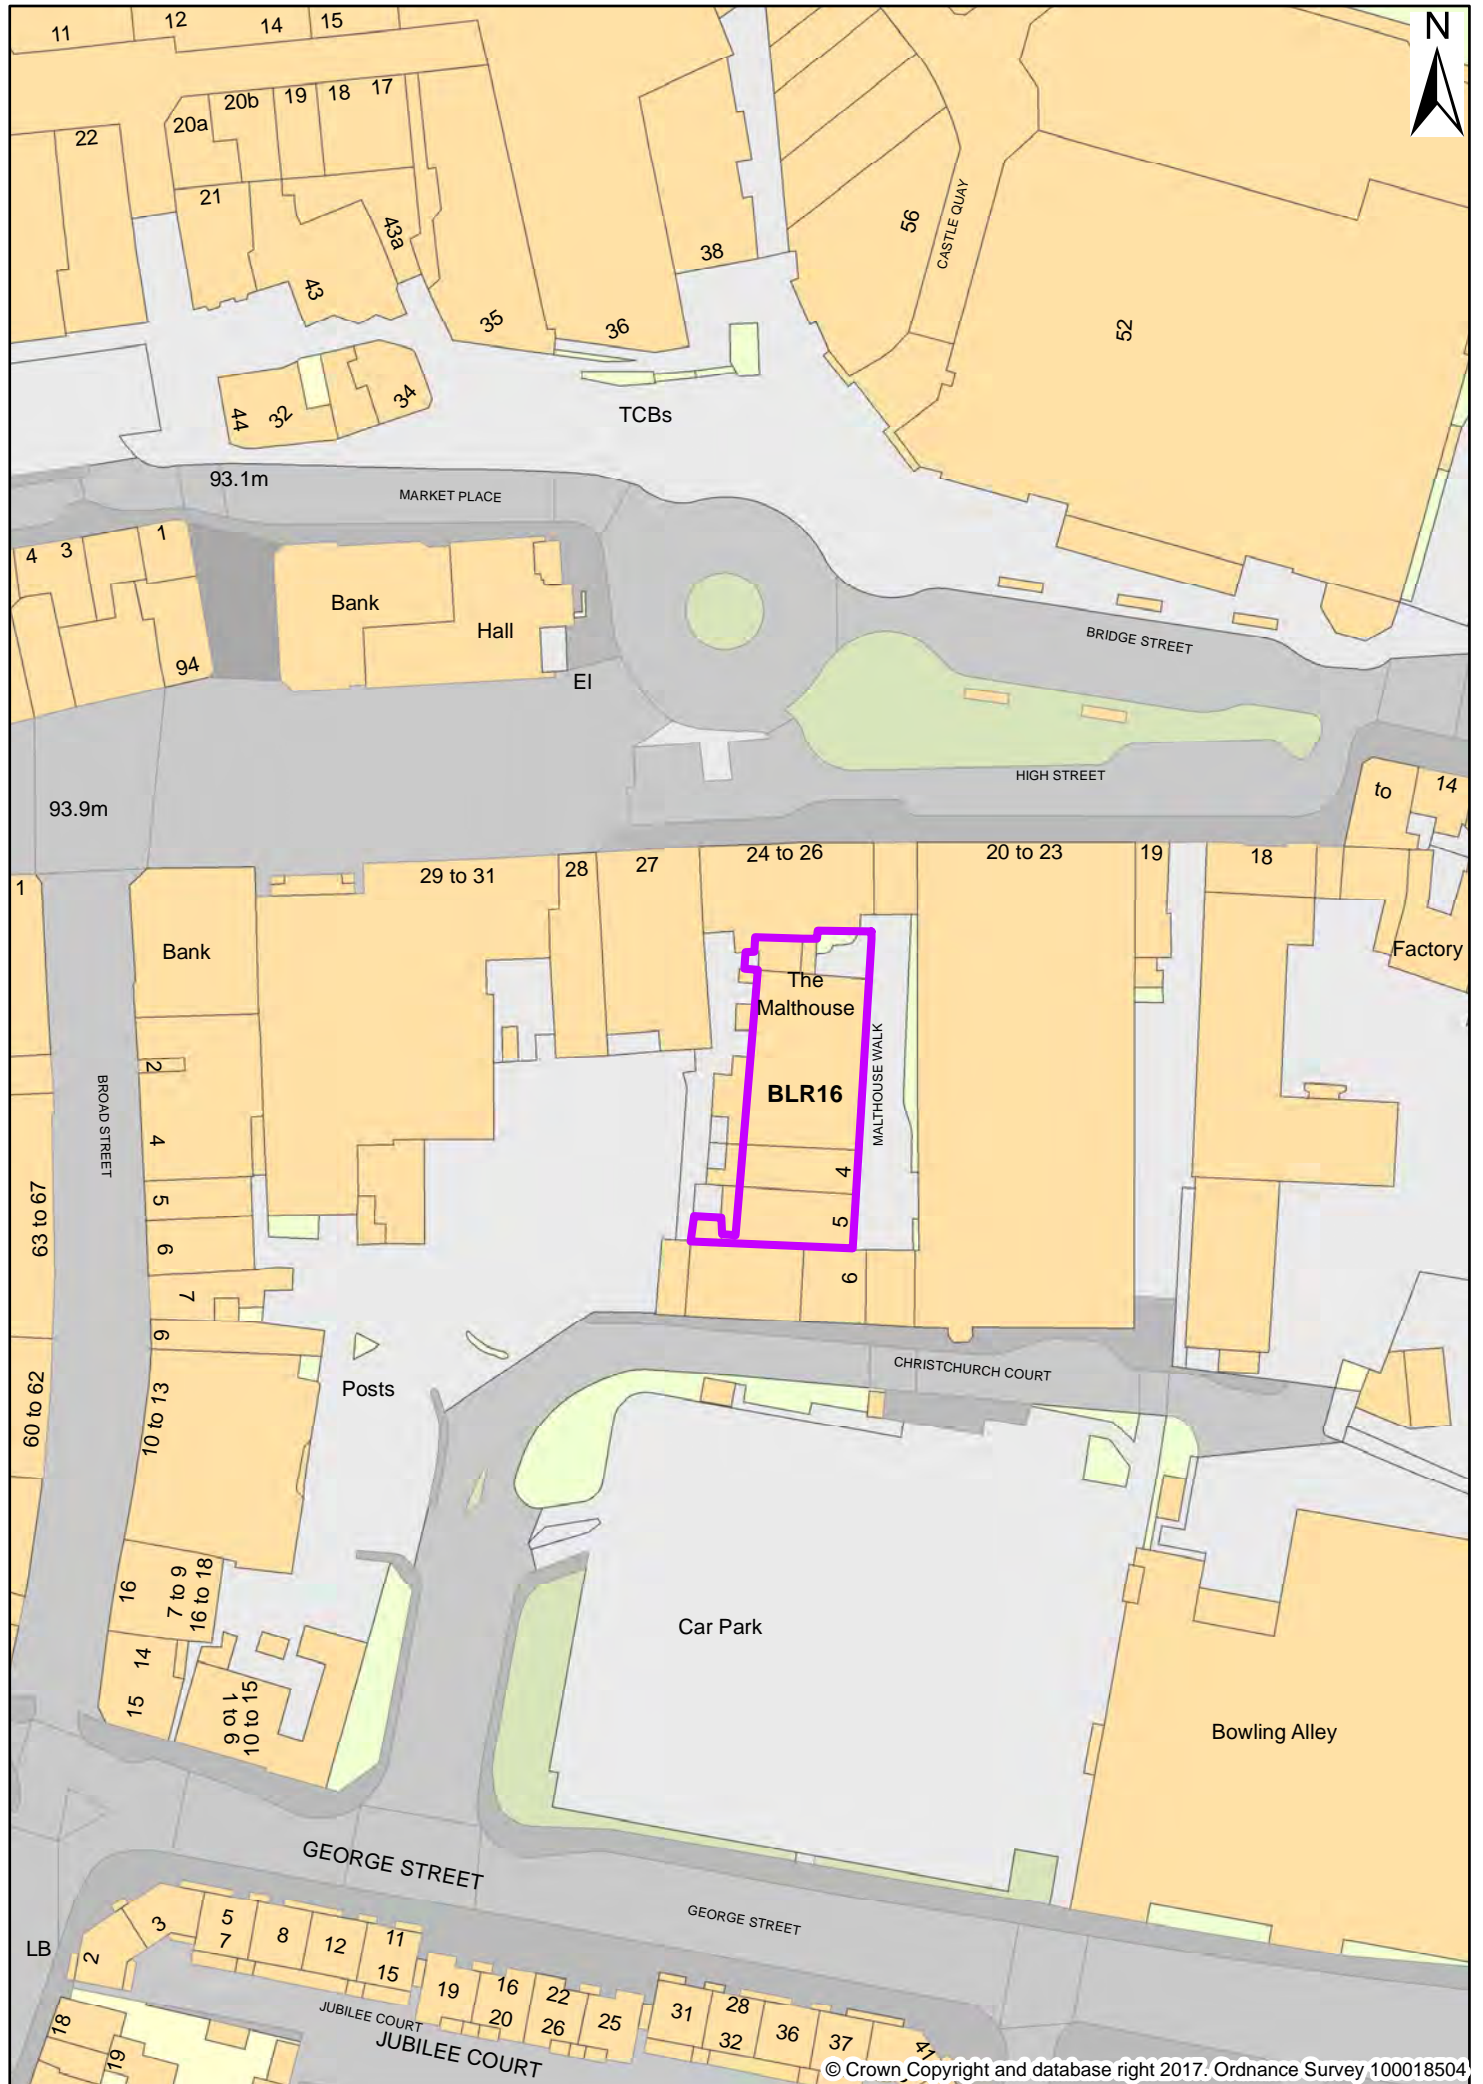 11
12
14
15
N
20a
20b
19
18
17
22
21
43a
43
38
35
36
56
CASTLE QUAY
52
44
32
34
TCBs
93.1m
MARKET PLACE
4
3
1
Bank
Hall
94
El
BRIDGE STREET
HIGH STREET
93.9m
to
14
1
29 to 31
28
27
24 to 26
20 to 23
19
18
Bank
Factory
The
Malthouse
MALTHOUSE WALK
BLR16
2
BROAD STREET
4
4
63 to 67
5
5
6
6
7
9
CHRISTCHURCH COURT
Posts
60 to 62
10 to 13
16
7 to 9
16 to 18
Car Park
14
15
1 to 9
10 to 15
Bowling Alley
GEORGE STREET
GEORGE STREET
LB
2
3
5
7
8
12
11
15
19
16
20
22
26
25
31
28
32
36
37
41
JUBILEE COURT
JUBILEE COURT
18
19
© Crown Copyright and database right 2017. Ordnance Survey 100018504